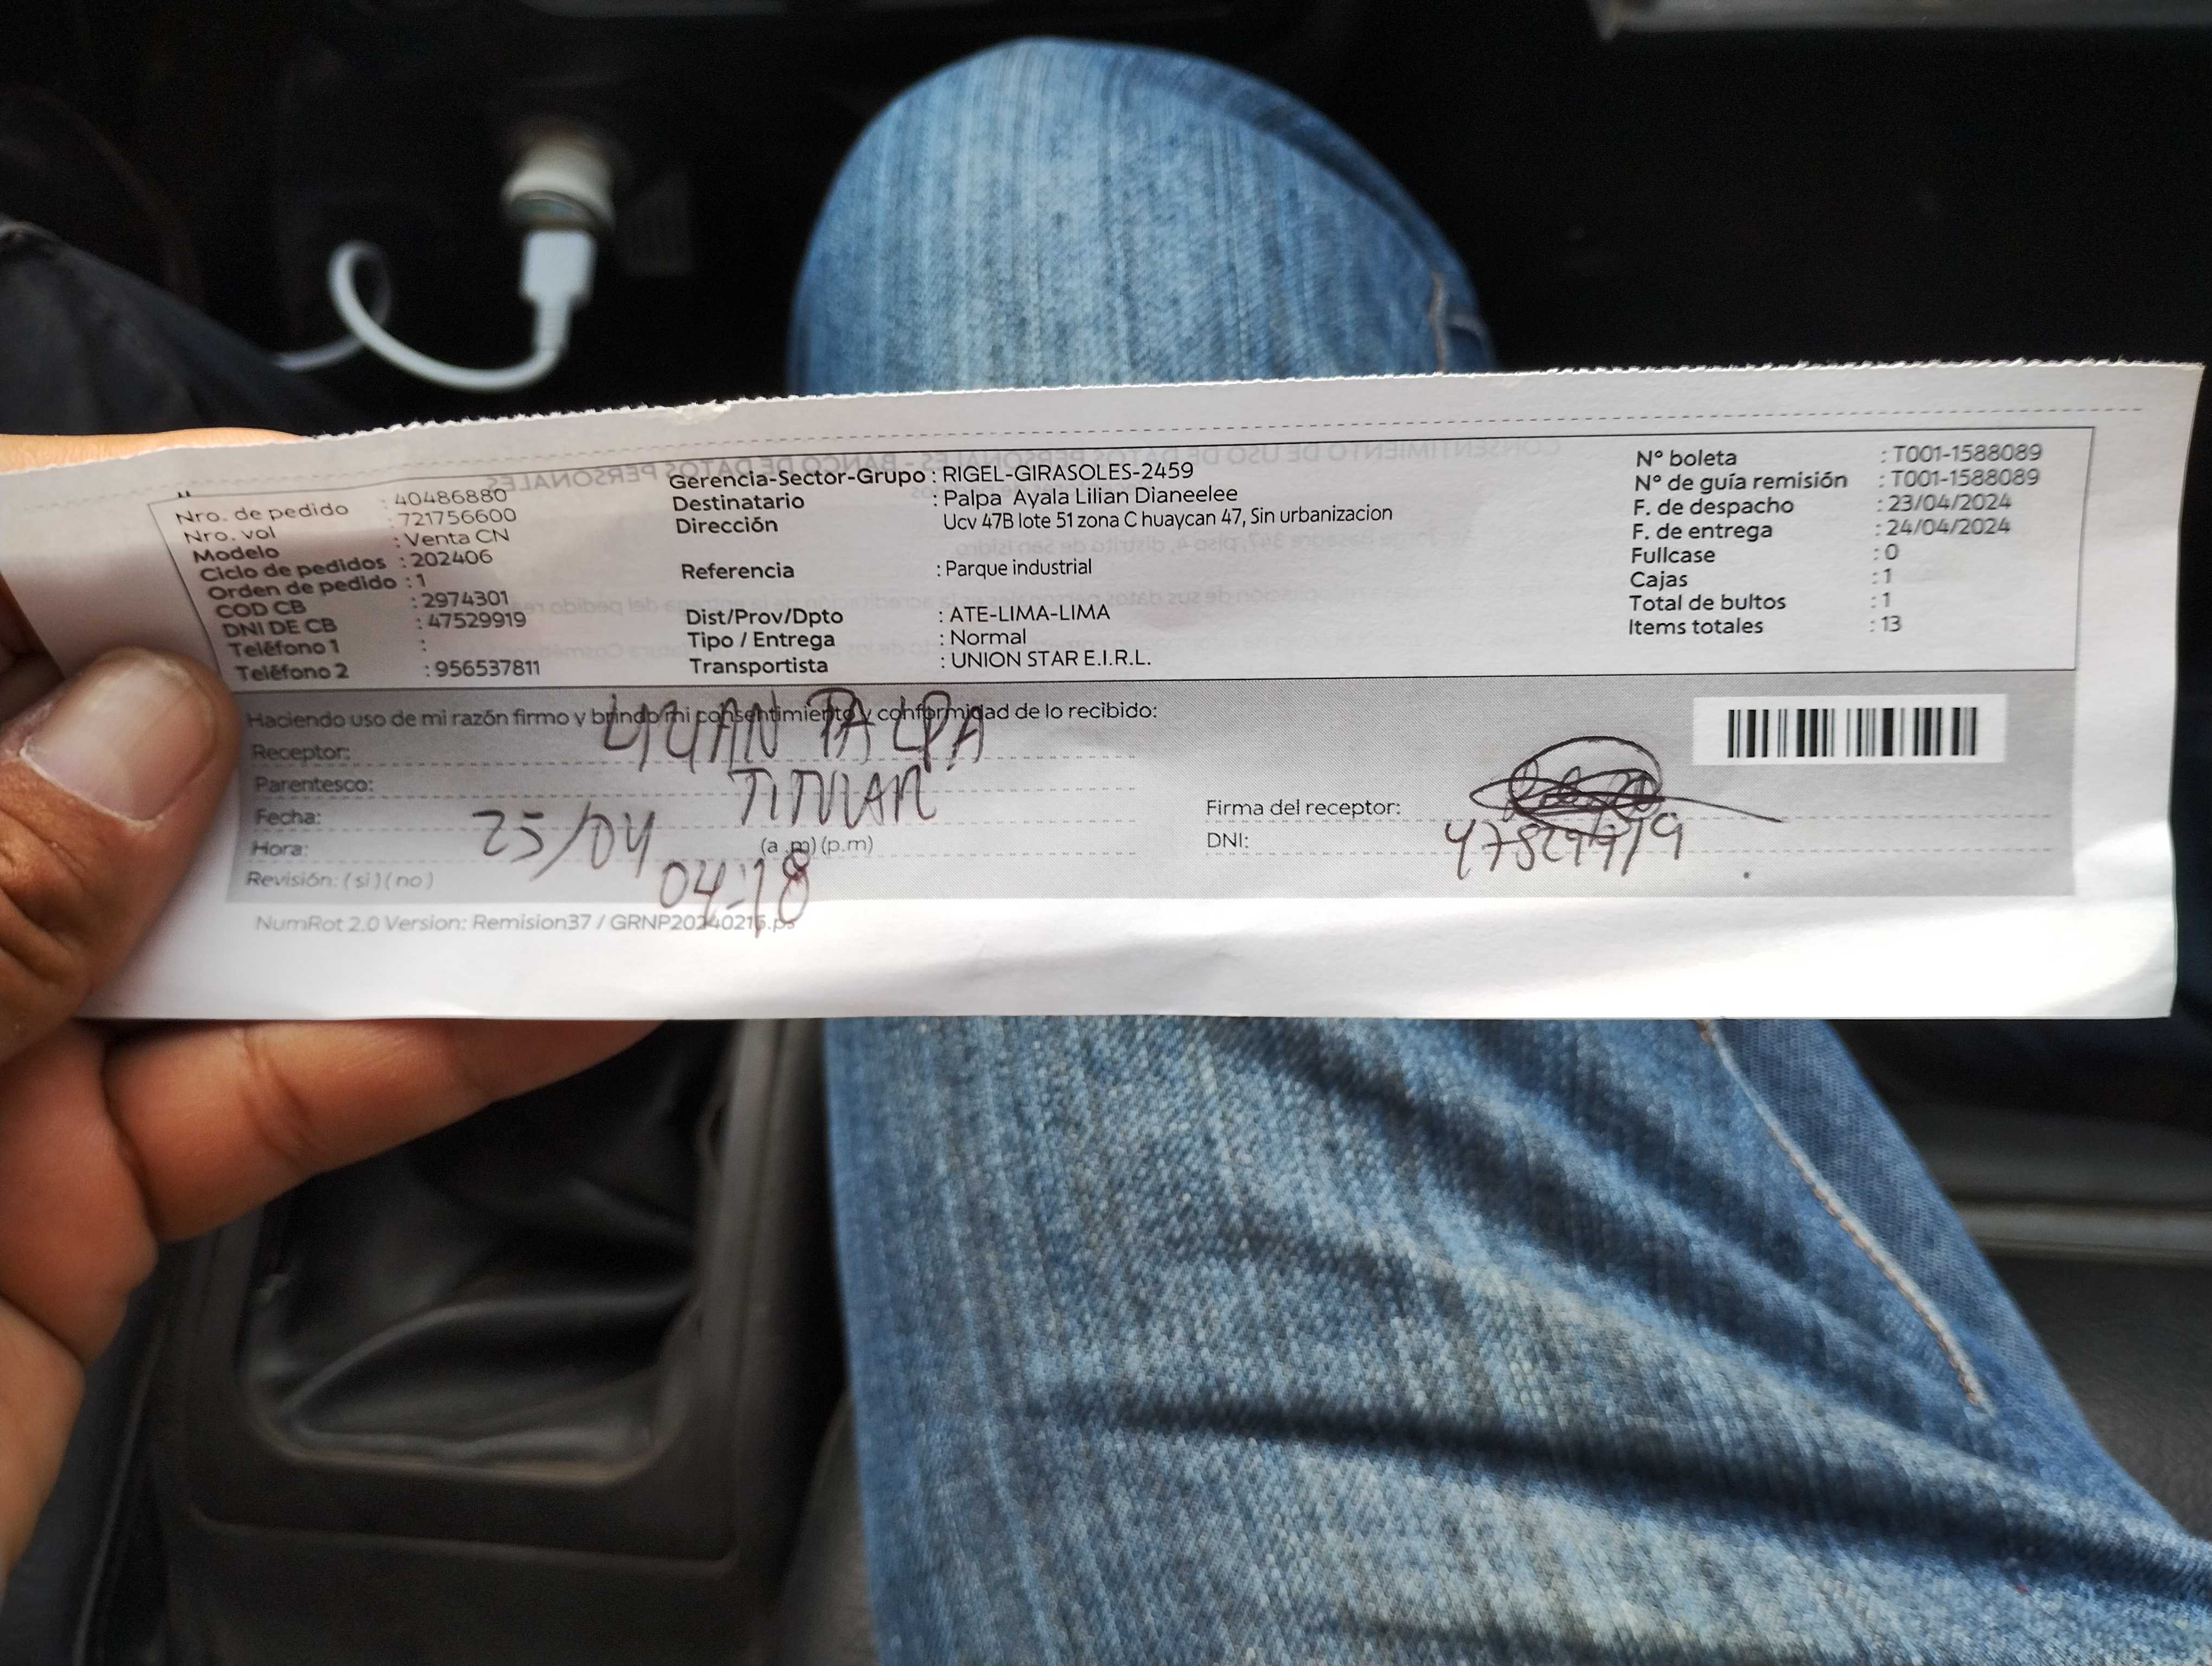 Nro. de pedido : 40486880
Nro. vol : 721756600
Modelo : Venta CN
Ciclo de pedidos : 202406
Orden de pedido : 1
COD CB : 2974301
DNI DE CB : 47529919
Teléfono 1 :
Teléfono 2 : 956537811
Gerencia-Sector-Grupo : RIGEL-GIRASOLES-2459
Destinatario : Palpa Ayala Lilian Dianeelee
Dirección Ucv 47B lote 51 zona C huaycan 47, Sin urbanizacion
Referencia : Parque industrial
Dist/Prov/Dpto : ATE-LIMA-LIMA
Tipo / Entrega : Normal
Transportista : UNION STAR E.I.R.L.
N° boleta : T001-1588089
N° de guía remisión : T001-1588089
F. de despacho : 23/04/2024
F. de entrega : 24/04/2024
Fullcase : 0
Cajas : 1
Total de bultos : 1
Items totales : 13
Haciendo uso de mi razón firmo y brindo mi consentimiento y conformidad de lo recibido:
Receptor: LILIAN PALPA
Parentesco: TITULAR
Fecha: 25/04
Hora: (a.m) (p.m) 04:18
Revisión: ( si ) ( no )
Firma del receptor:
DNI:
NumRot 2.0 Version: Remision37 / GRNP20240215.ps